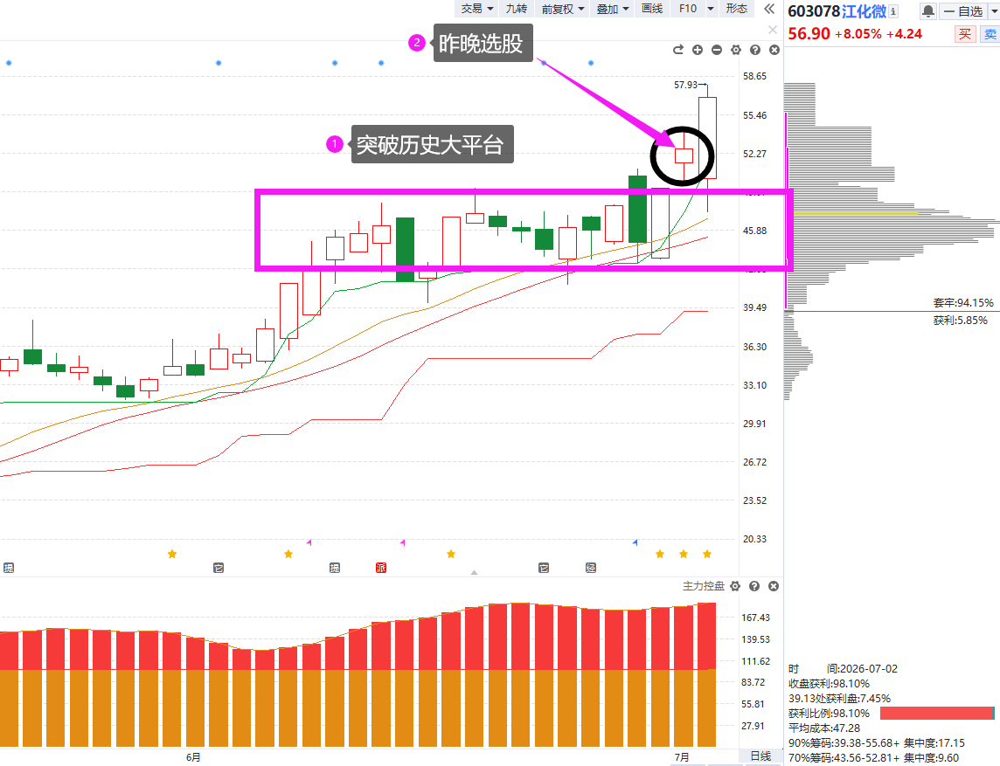 交易 九转 前复权 叠加 画线 F10 形态
603078 江化微
自选
56.90 +8.05% +4.24
买 卖
2 昨晚选股
57.93
1 突破历史大平台
58.65
55.46
52.27
45.88
39.49
36.30
33.10
29.91
26.72
23.52
20.33
套牢:94.15%
获利:5.85%
提 它 提 派 它 经
主力控盘
167.43
139.53
111.62
83.72
55.81
27.91
6月 7月 日线
时 间:2026-07-02
收盘获利:98.10%
39.13处获利盘:7.45%
获利比例:98.10%
平均成本:47.28
90%筹码:39.38-55.68+ 集中度:17.15
70%筹码:43.56-52.81+ 集中度:9.60